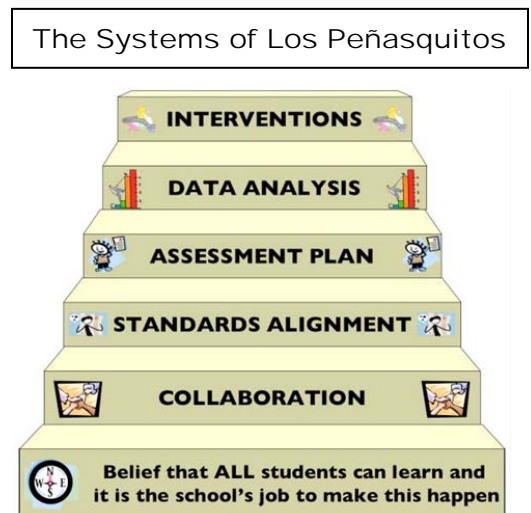 The Systems of Los Peñasquitos
INTERVENTIONS
DATA ANALYSIS
ASSESSMENT PLAN
STANDARDS ALIGNMENT
COLLABORATION
N
W E
S
Belief that ALL students can learn and
it is the school's job to make this happen